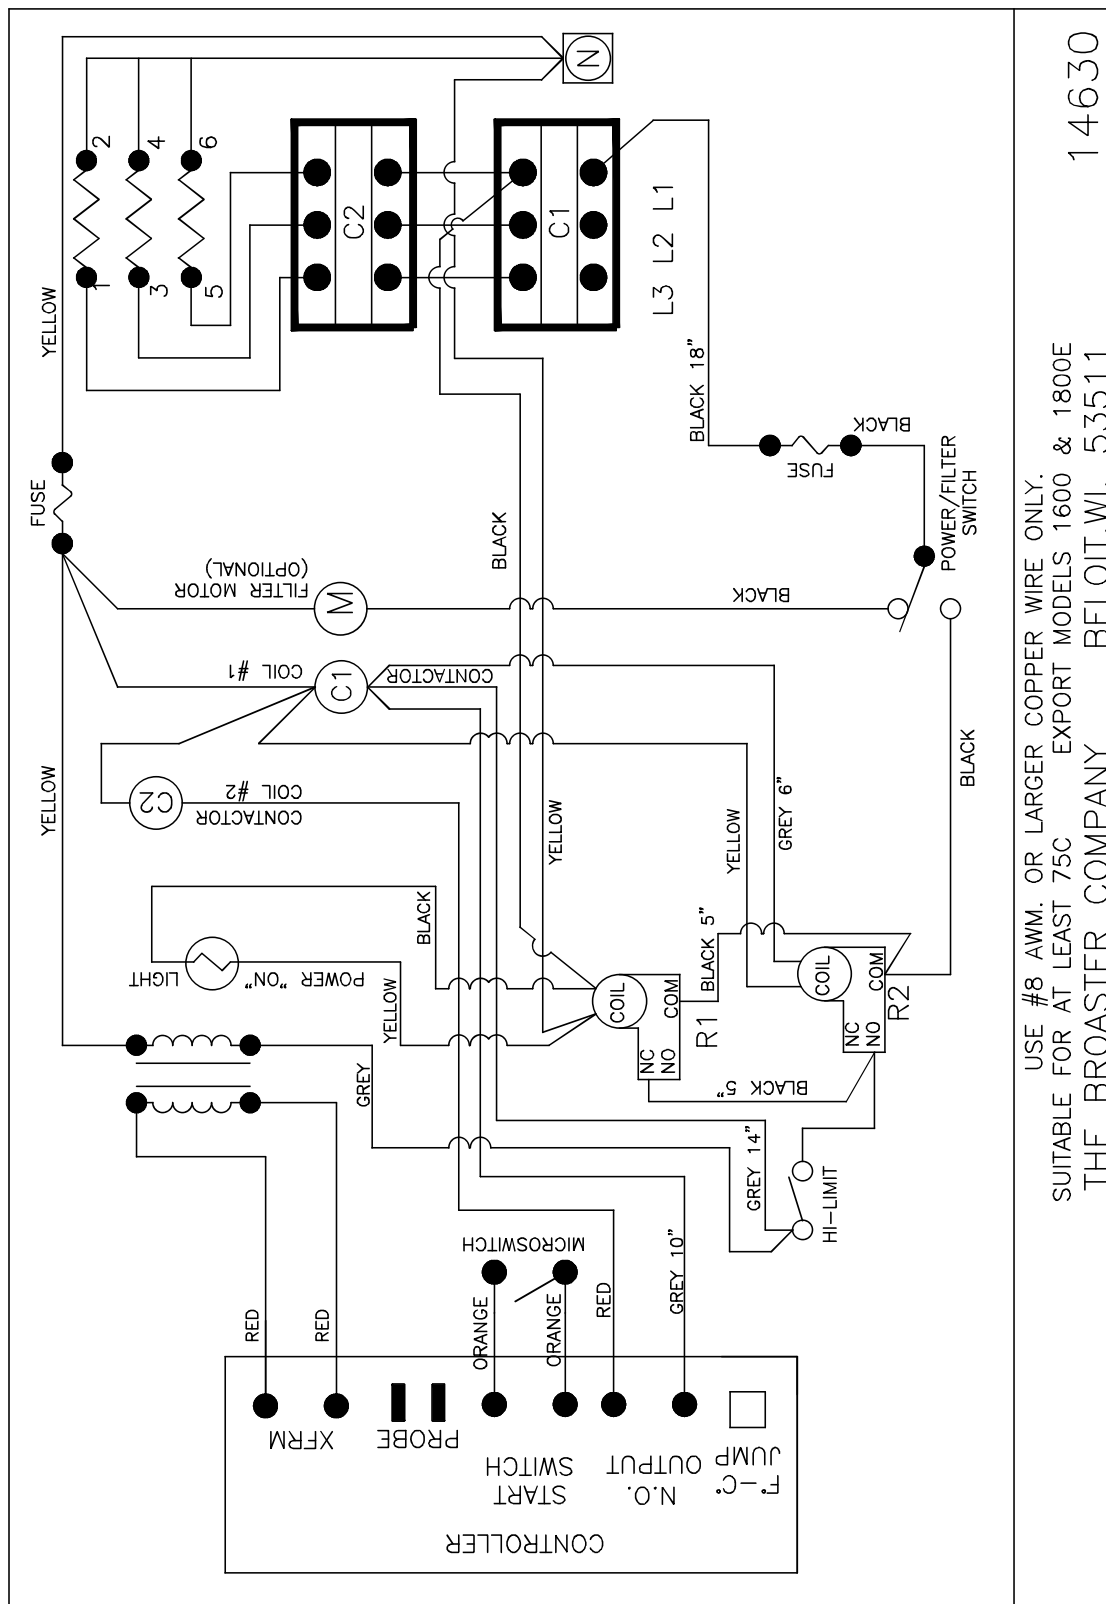 N
2
4
6
1
3
5
C2
C1
L3 L2 L1
YELLOW
BLACK 18"
FUSE
BLACK
FUSE
POWER/FILTER
SWITCH
BLACK
FILTER MOTOR
(OPTIONAL)
M
BLACK
CONTACTOR
COIL #1
C1
CONTACTOR
COIL #2
C2
YELLOW
YELLOW
YELLOW
GREY 6"
BLACK
BLACK
POWER "ON"
LIGHT
YELLOW
BLACK 5"
COIL
COM
NC
NO
R1
COIL
COM
NC
NO
R2
BLACK 5"
GREY
GREY 14"
HI-LIMIT
MICROSWITCH
RED
RED
ORANGE
ORANGE
RED
GREY 10"
XFRM
PROBE
START
SWITCH
N.O.
OUTPUT
F°-C°
JUMP
CONTROLLER
USE #8 AWM. OR LARGER COPPER WIRE ONLY.
SUITABLE FOR AT LEAST 75C EXPORT MODELS 1600 & 1800E
THE BROASTER COMPANY BELOIT,WI. 53511
14630